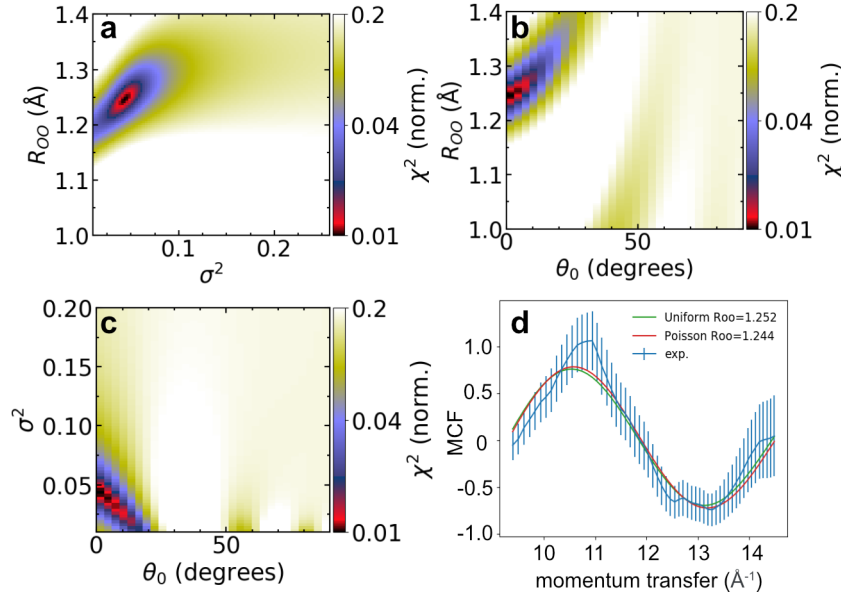 a
1.4
1.3
1.2
1.1
1.0
R_OO (Å)
0.1
0.2
σ²
0.2
0.04
0.01
χ² (norm.)
b
1.4
1.3
1.2
1.1
1.0
R_OO (Å)
0
50
θ₀ (degrees)
0.2
0.04
0.01
χ² (norm.)
c
0.20
0.15
0.10
0.05
σ²
0
50
θ₀ (degrees)
0.2
0.04
0.01
χ² (norm.)
d
Uniform Roo=1.252
Poisson Roo=1.244
exp.
1.0
0.5
0
-0.5
-1.0
MCF
10 11 12 13 14
momentum transfer (Å⁻¹)